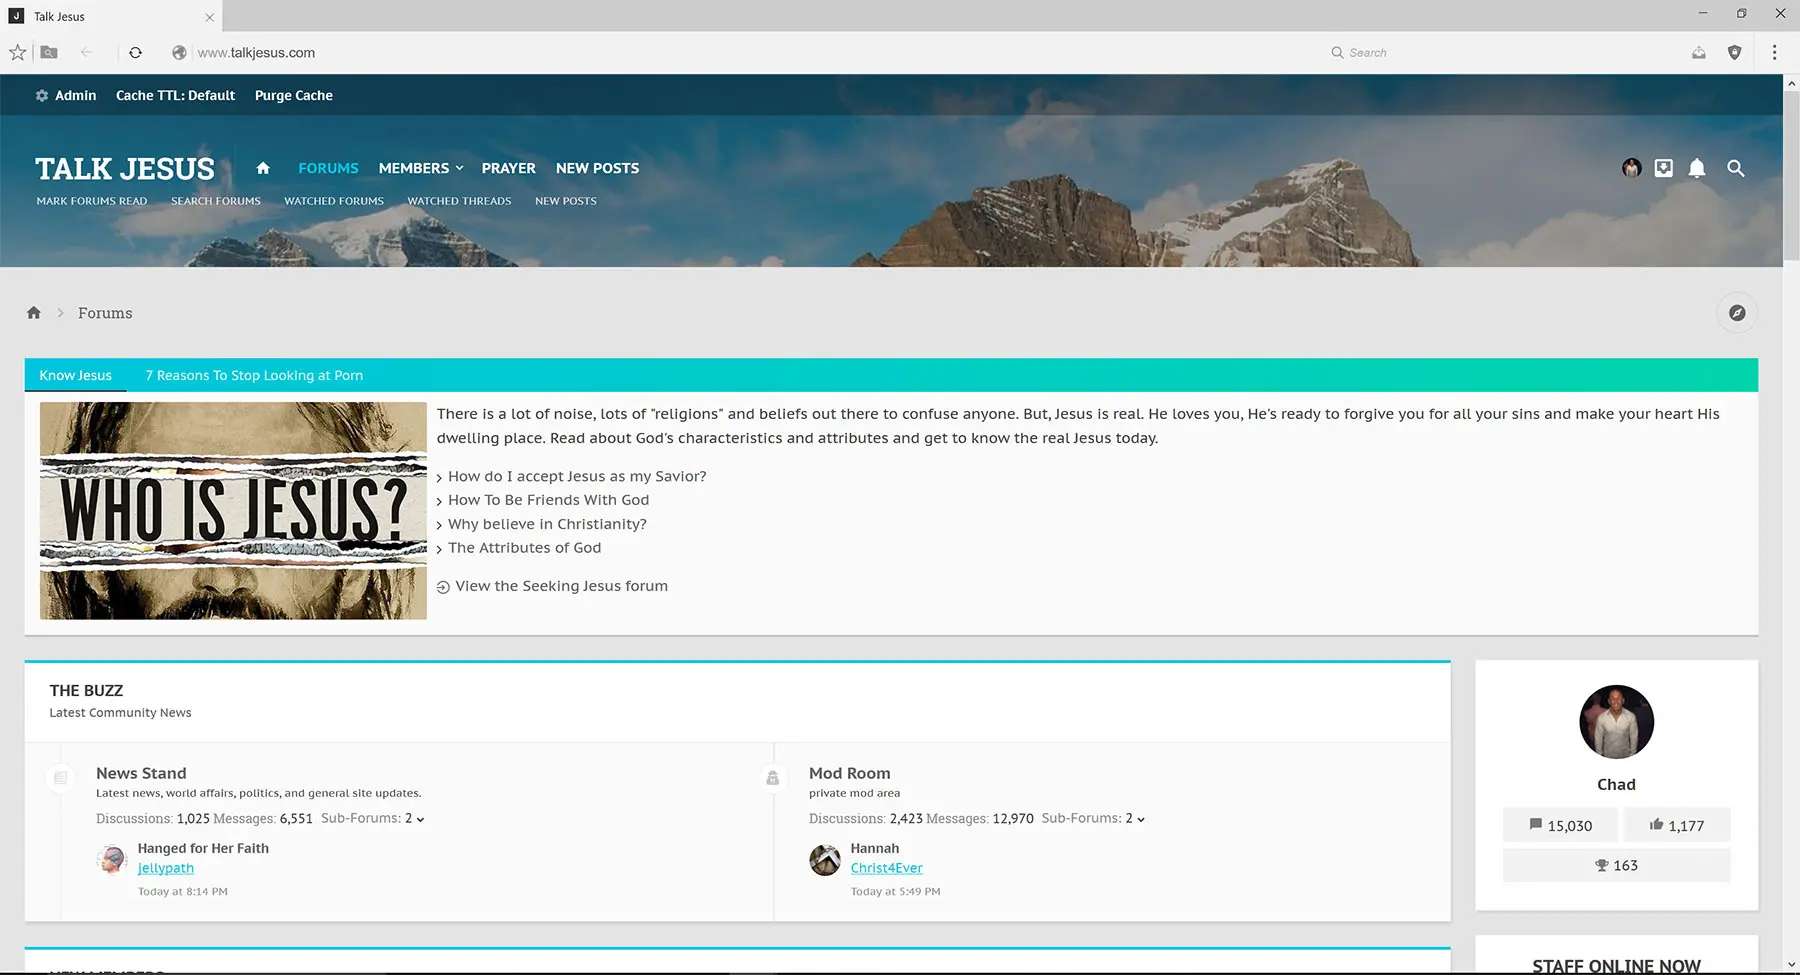 J Talk Jesus
www.talkjesus.com
Search
Admin Cache TTL: Default Purge Cache
TALK JESUS FORUMS MEMBERS PRAYER NEW POSTS
MARK FORUMS READ SEARCH FORUMS WATCHED FORUMS WATCHED THREADS NEW POSTS
Forums
Know Jesus 7 Reasons To Stop Looking at Porn
WHO IS JESUS?
There is a lot of noise, lots of "religions" and beliefs out there to confuse anyone. But, Jesus is real. He loves you, He's ready to forgive you for all your sins and make your heart His
dwelling place. Read about God's characteristics and attributes and get to know the real Jesus today.
How do I accept Jesus as my Savior?
How To Be Friends With God
Why believe in Christianity?
The Attributes of God
View the Seeking Jesus forum
THE BUZZ
Latest Community News
News Stand
Latest news, world affairs, politics, and general site updates.
Discussions: 1,025 Messages: 6,551 Sub-Forums: 2
Hanged for Her Faith
jellypath
Today at 8:14 PM
Mod Room
private mod area
Discussions: 2,423 Messages: 12,970 Sub-Forums: 2
Hannah
Christ4Ever
Today at 5:49 PM
Chad
15,030 1,177
163
STAFF ONLINE NOW